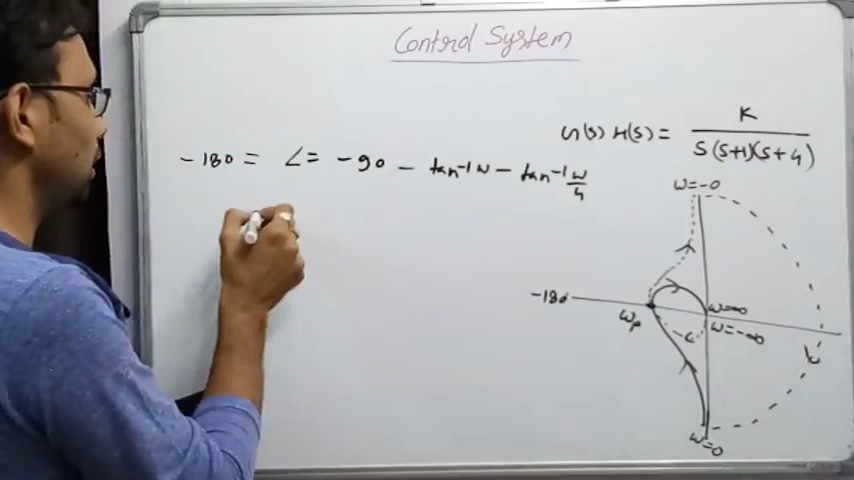 Control System
G(s) H(s) = K / s(s+1)(s+4)
-180 = ∠= -90 - tan⁻¹ω - tan⁻¹ ω/4
ω=-0
-180
ωp
ω=∞
ω=-∞
ω=0